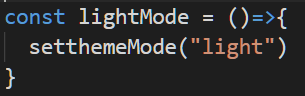 const lightMode = ()=>{
  setthemeMode("light")
}